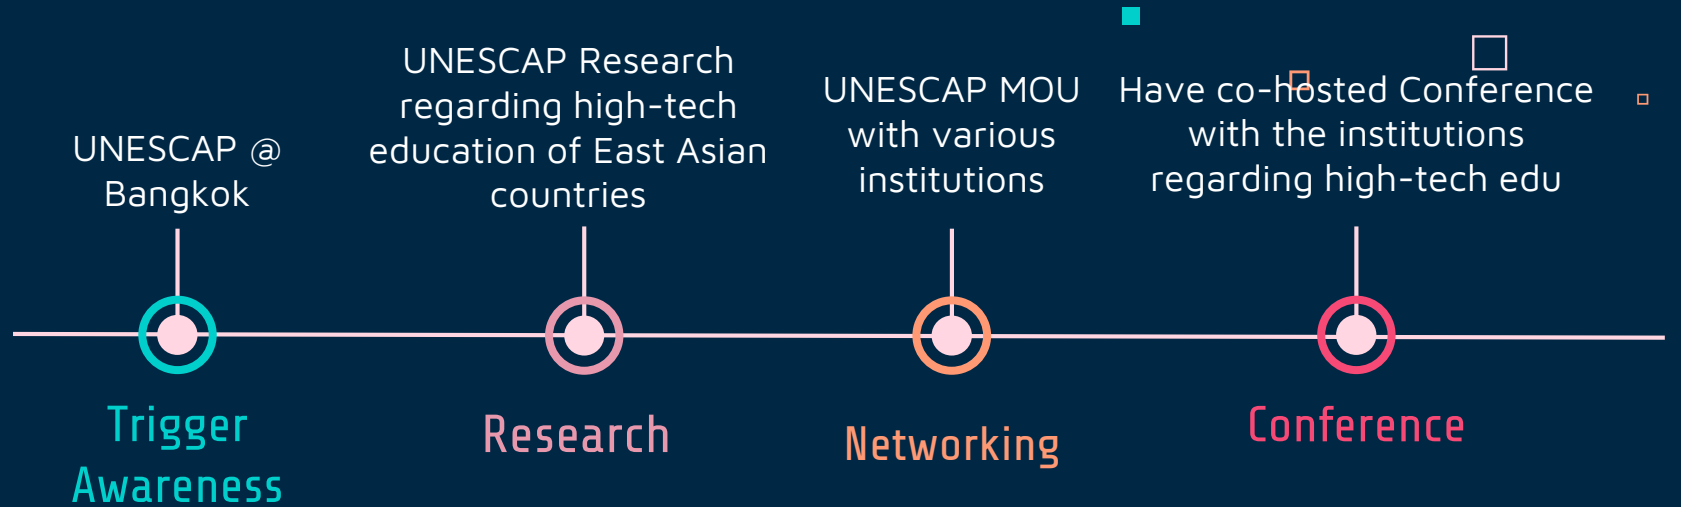 UNESCAP @
Bangkok
UNESCAP Research
regarding high-tech
education of East Asian
countries
UNESCAP MOU
with various
institutions
Have co-hosted Conference
with the institutions
regarding high-tech edu
Trigger
Awareness
Research
Networking
Conference